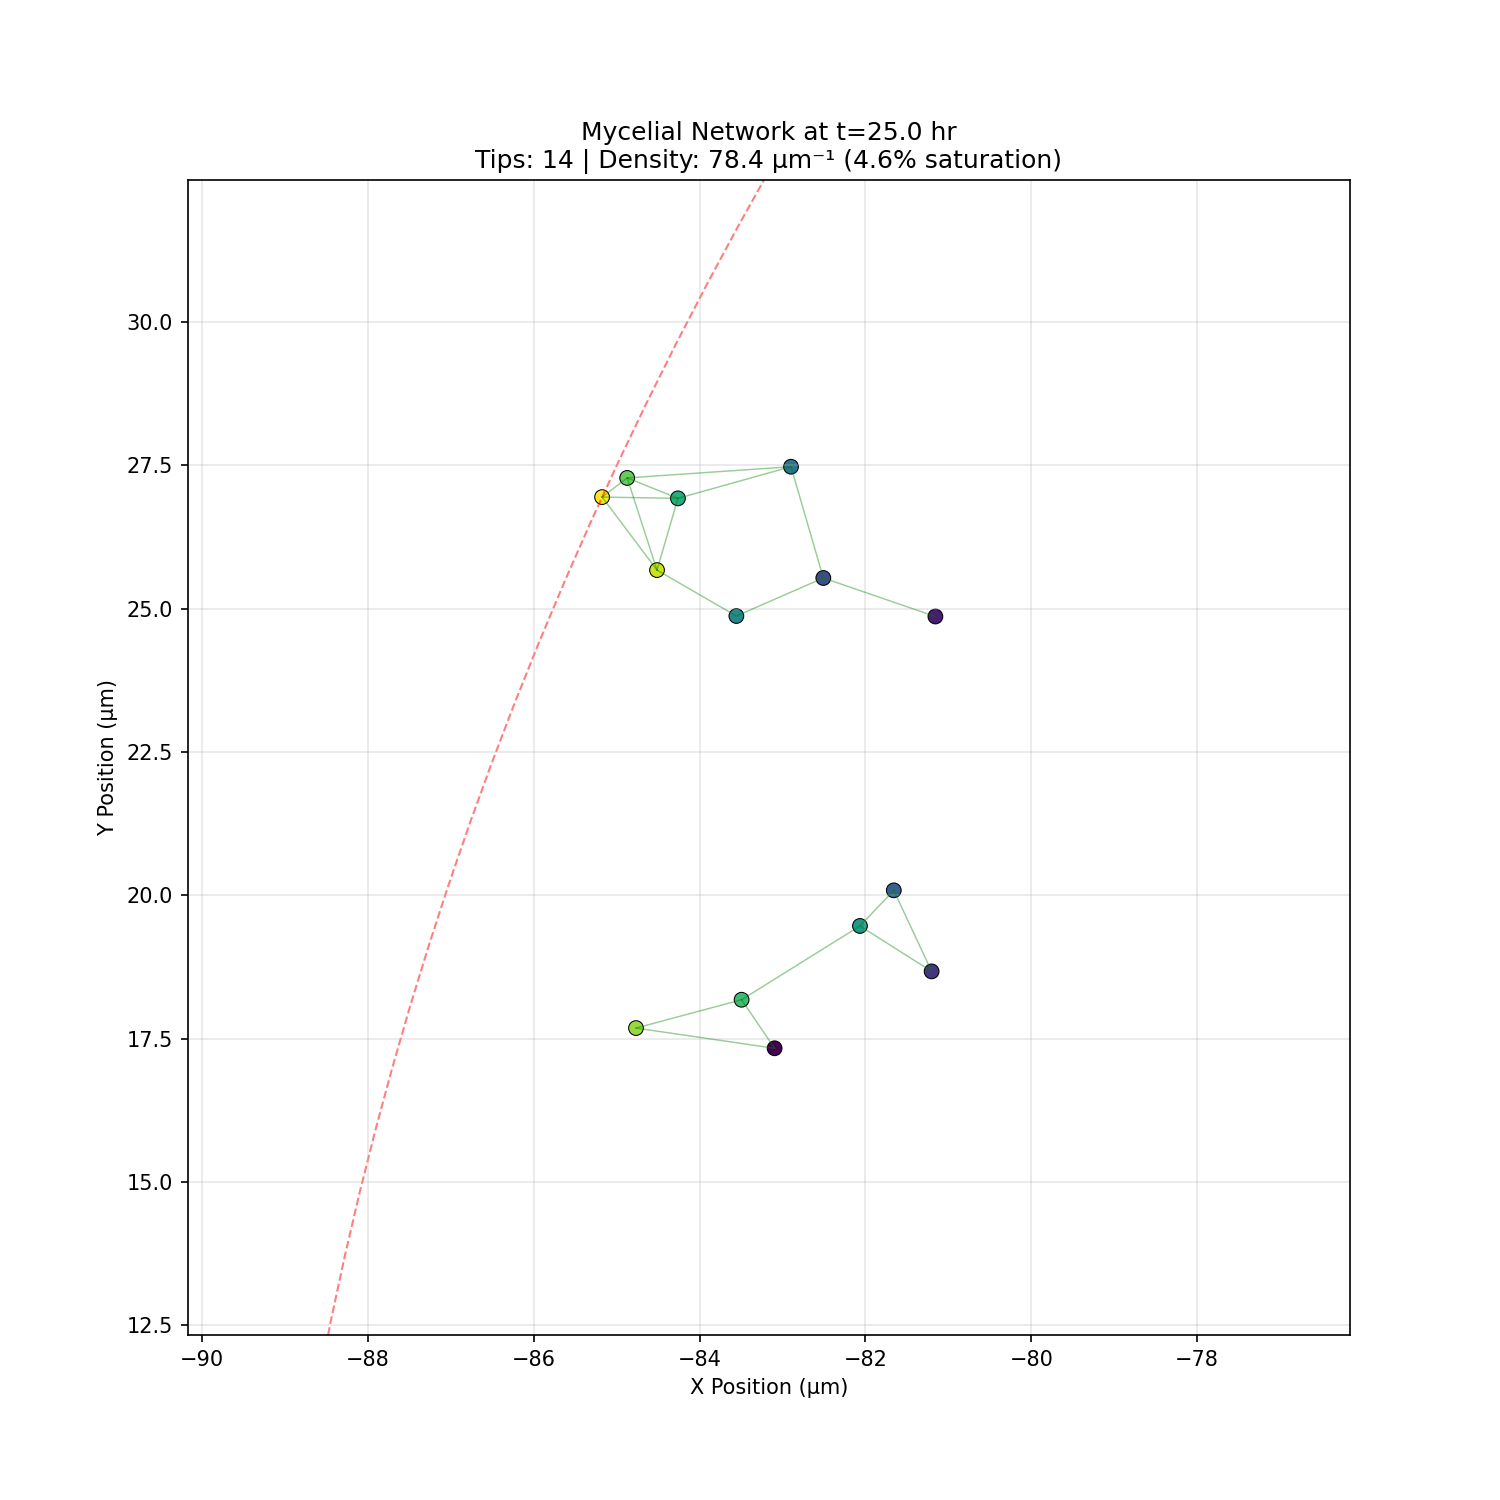 Mycelial Network at t=25.0 hr
Tips: 14 | Density: 78.4 μm⁻¹ (4.6% saturation)
30.0
27.5
25.0
22.5
20.0
17.5
15.0
12.5
Y Position (μm)
−90 −88 −86 −84 −82 −80 −78
X Position (μm)